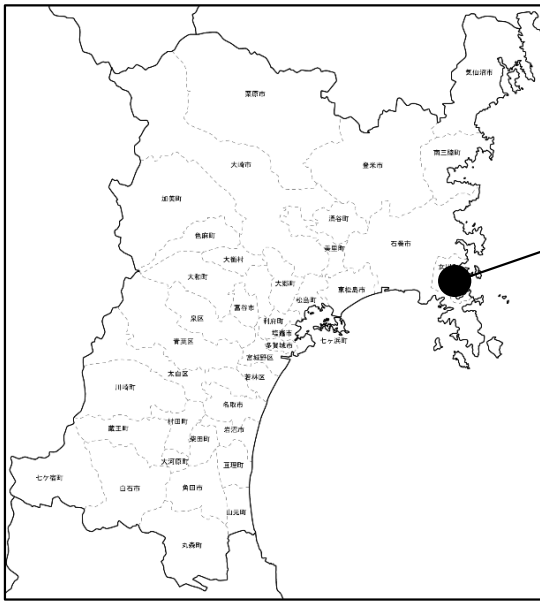 気仙沼市
栗原市
南三陸町
大崎市
登米市
加美町
涌谷町
色麻町
石巻市
美里町
大衡村
大和町
大郷町
東松島市
松島町
富谷市
泉区
利府町
塩竈市
青葉区
多賀城市
七ヶ浜町
宮城野区
太白区
若林区
川崎町
名取市
村田町
蔵王町
岩沼市
柴田町
大河原町
亘理町
七ケ宿町
白石市
角田市
山元町
丸森町